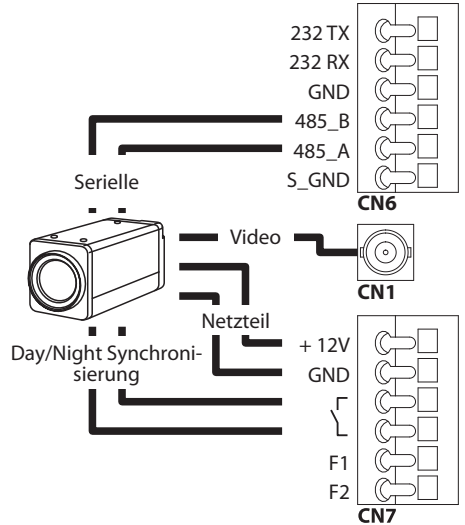 232 TX
232 RX
GND
485_B
485_A
S_GND
CN6
Serielle
Video
CN1
Netzteil
Day/Night Synchroni-
sierung
+ 12V
GND
F1
F2
CN7